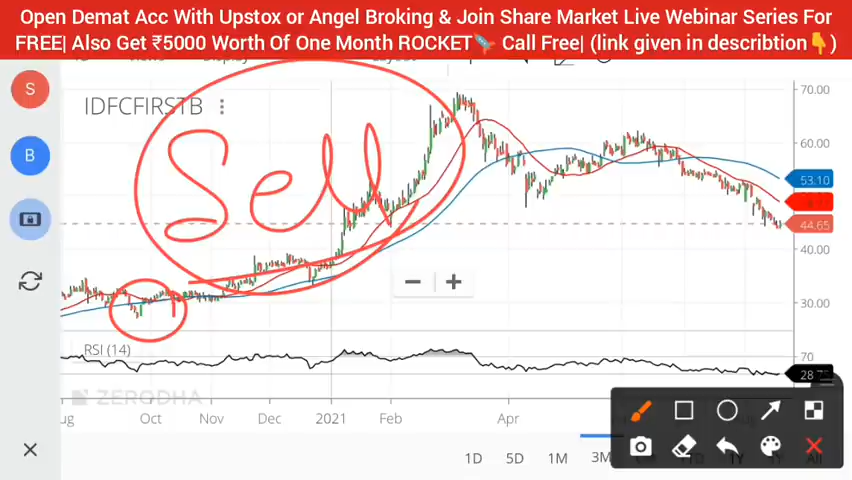 Open Demat Acc With Upstox or Angel Broking & Join Share Market Live Webinar Series For
FREE| Also Get ₹5000 Worth Of One Month ROCKET🚀 Call Free| (link given in describtion👇)
S
IDFCFIRSTB
70.00
Sell
B
60.00
53.10
44.65
40.00
30.00
RSI (14)
70
ZERODHA
Oct Nov Dec 2021 Feb Apr
1D 5D 1M